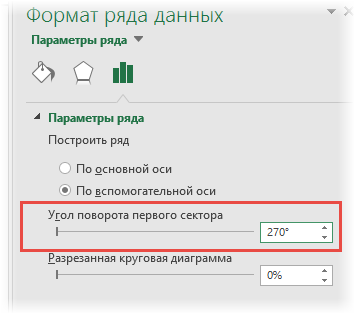 Формат ряда данных
Параметры ряда
Параметры ряда
Построить ряд
По основной оси
По вспомогательной оси
Угол поворота первого сектора
270°
Разрезанная круговая диаграмма
0%